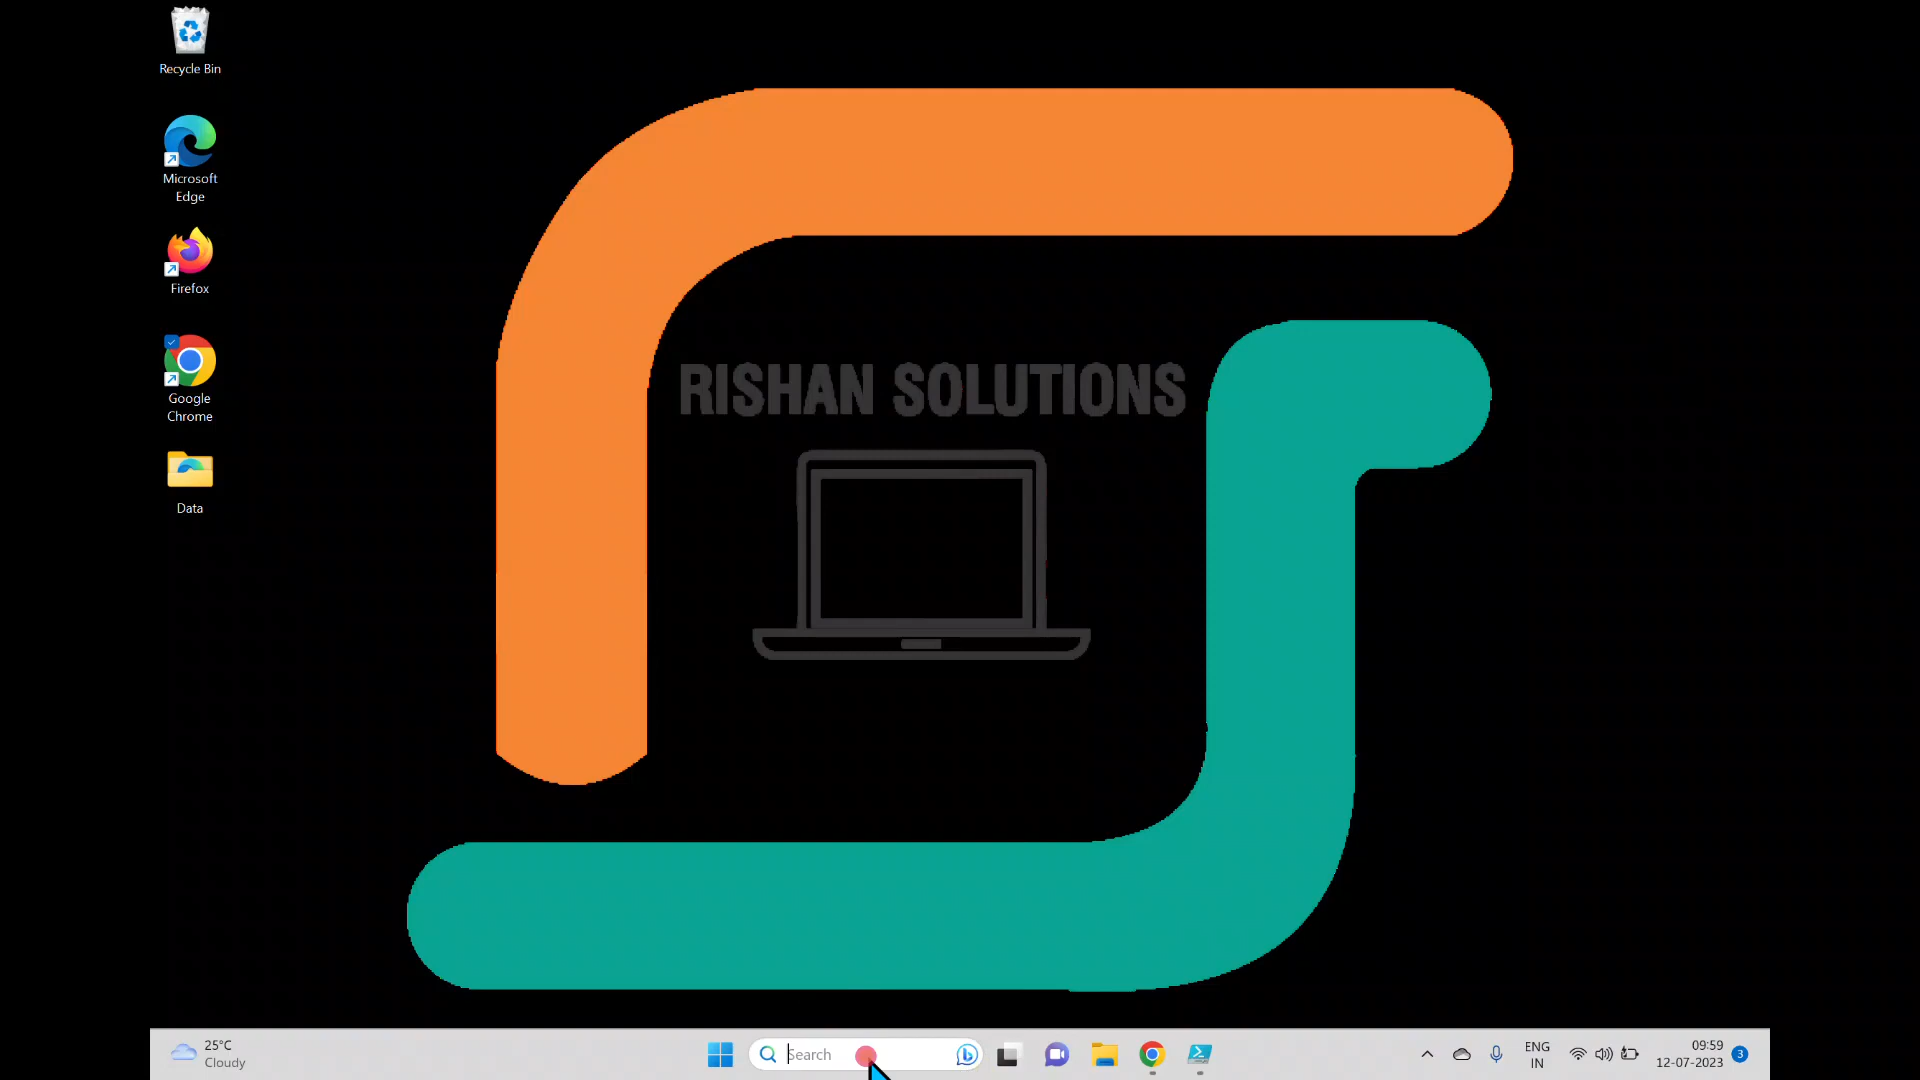 Recycle Bin
Microsoft
Edge
Firefox
Google
Chrome
Data
RISHAN SOLUTIONS
25°C
Cloudy
Search
ENG
IN
09:59
12-07-2023
3